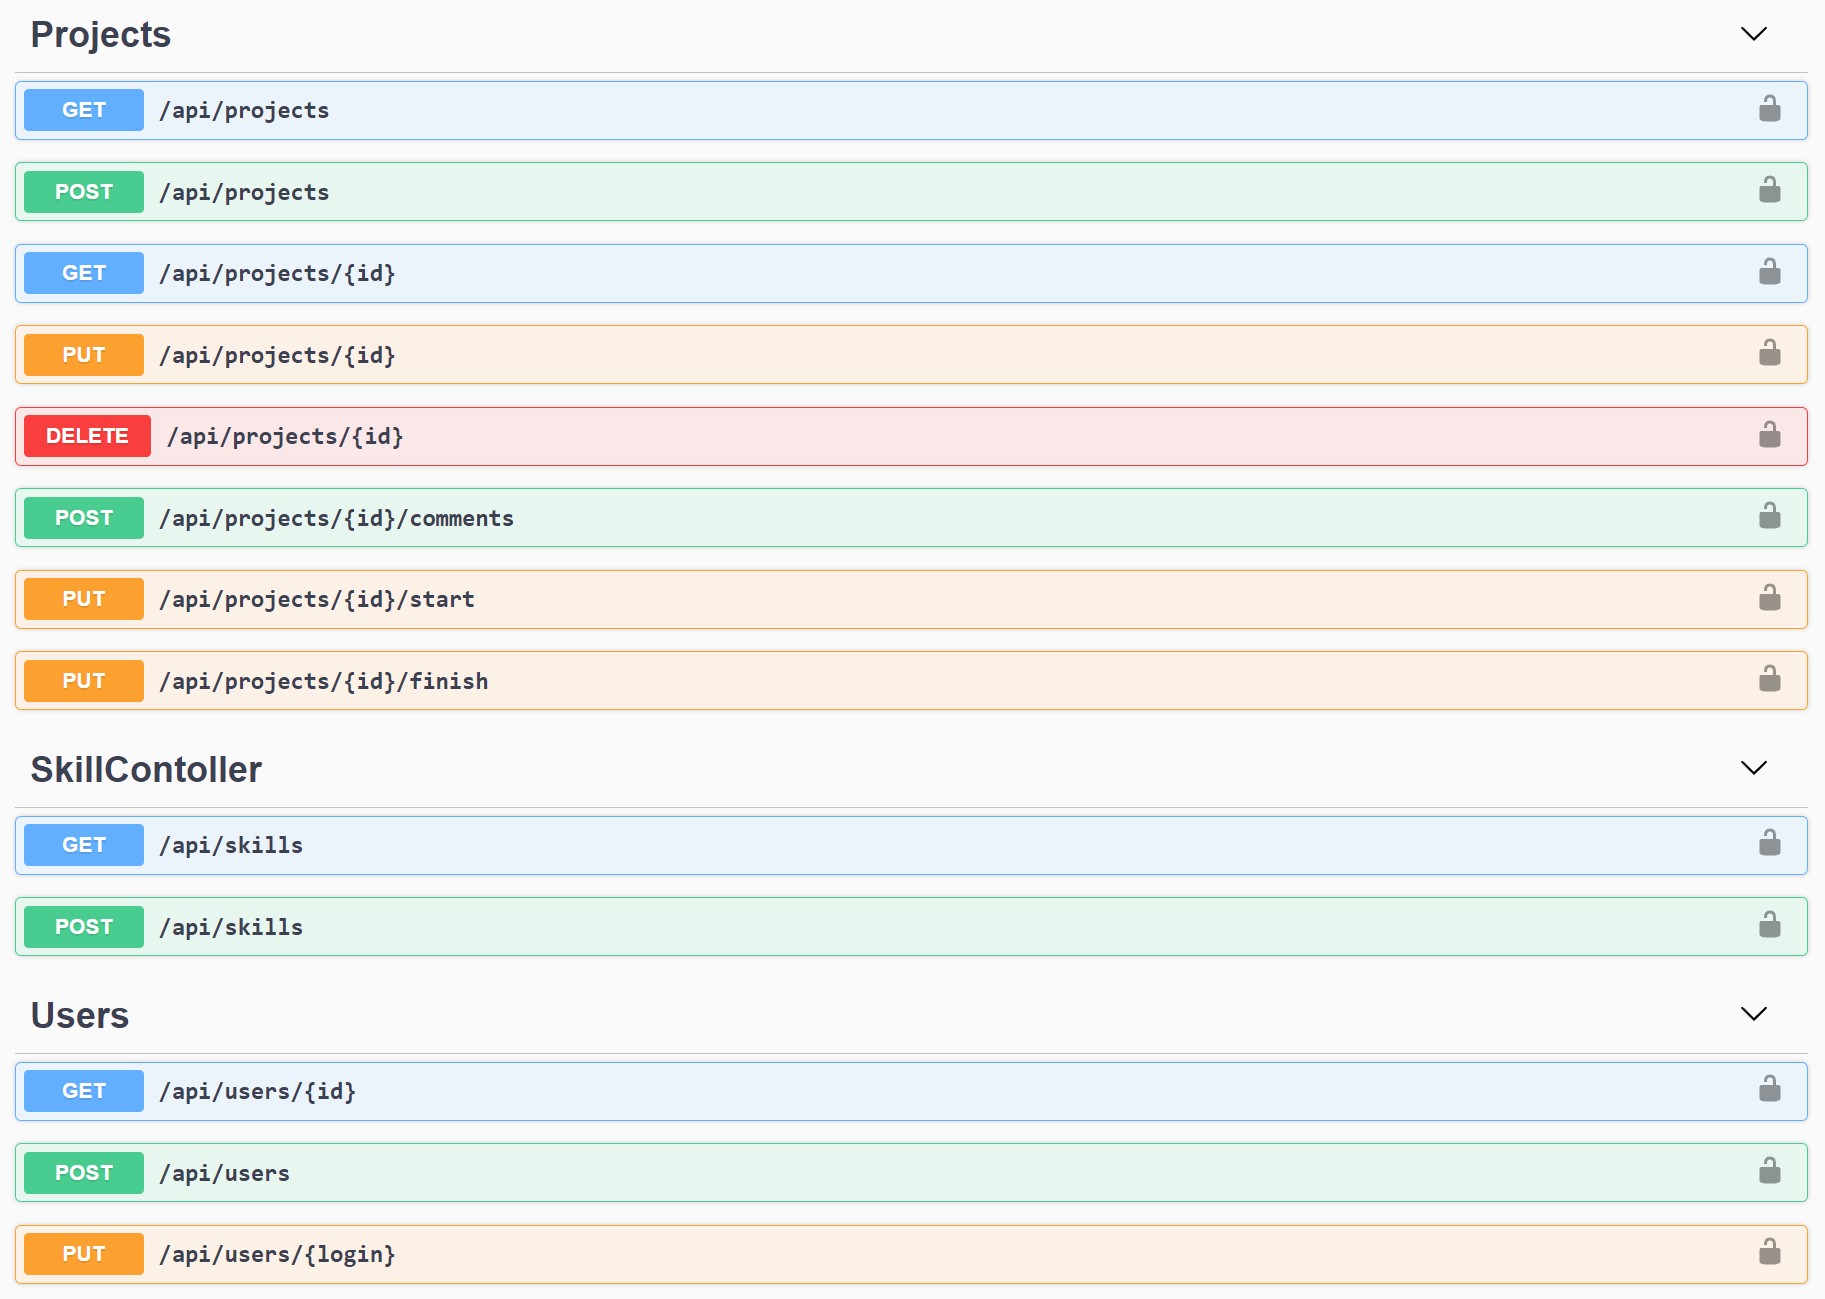 Projects
GET /api/projects
POST /api/projects
GET /api/projects/{id}
PUT /api/projects/{id}
DELETE /api/projects/{id}
POST /api/projects/{id}/comments
PUT /api/projects/{id}/start
PUT /api/projects/{id}/finish
SkillContoller
GET /api/skills
POST /api/skills
Users
GET /api/users/{id}
POST /api/users
PUT /api/users/{login}